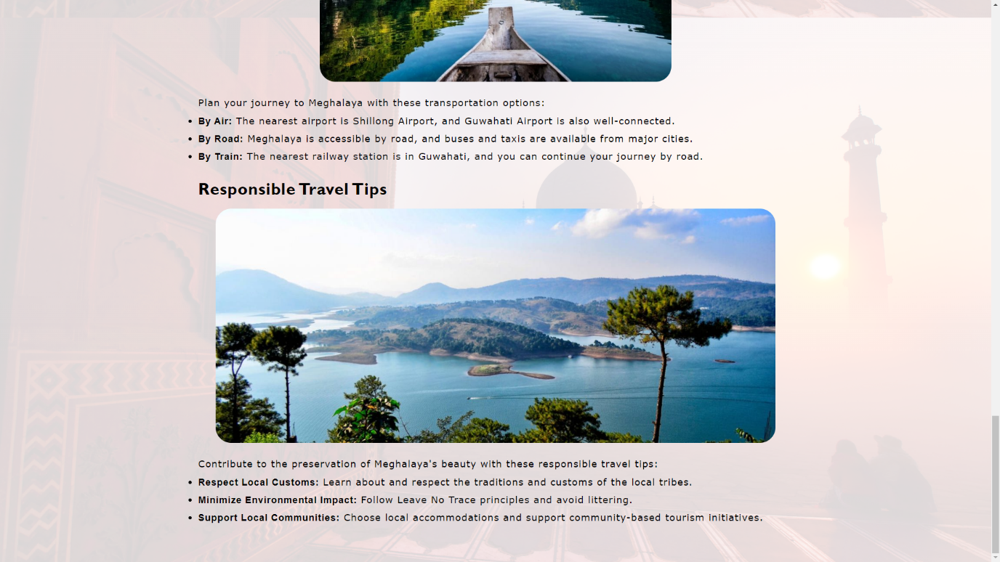 Plan your journey to Meghalaya with these transportation options:
• By Air: The nearest airport is Shillong Airport, and Guwahati Airport is also well-connected.
• By Road: Meghalaya is accessible by road, and buses and taxis are available from major cities.
• By Train: The nearest railway station is in Guwahati, and you can continue your journey by road.
Responsible Travel Tips
Contribute to the preservation of Meghalaya's beauty with these responsible travel tips:
• Respect Local Customs: Learn about and respect the traditions and customs of the local tribes.
• Minimize Environmental Impact: Follow Leave No Trace principles and avoid littering.
• Support Local Communities: Choose local accommodations and support community-based tourism initiatives.